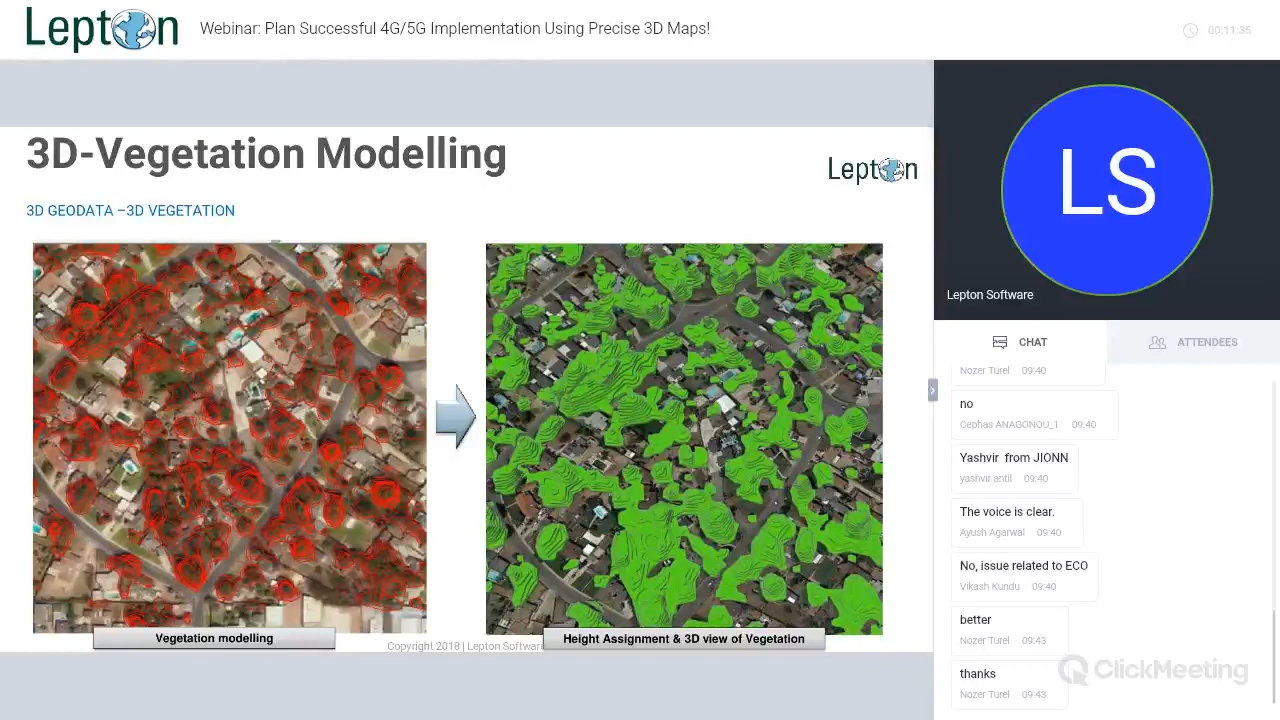 Lepton
Webinar: Plan Successful 4G/5G Implementation Using Precise 3D Maps!
00:11:35
3D-Vegetation Modelling
Lepton
3D GEODATA –3D VEGETATION
Vegetation modelling
Height Assignment & 3D view of Vegetation
Copyright 2018 | Lepton Software
LS
Lepton Software
CHAT
ATTENDEES
Nozer Turel 09:40
no
Cephas ANAGONOU_1 09:40
Yashvir from JIONN
yashvir antil 09:40
The voice is clear.
Ayush Agarwal 09:40
No, issue related to ECO
Vikash Kundu 09:40
better
Nozer Turel 09:43
thanks
Nozer Turel 09:43
ClickMeeting